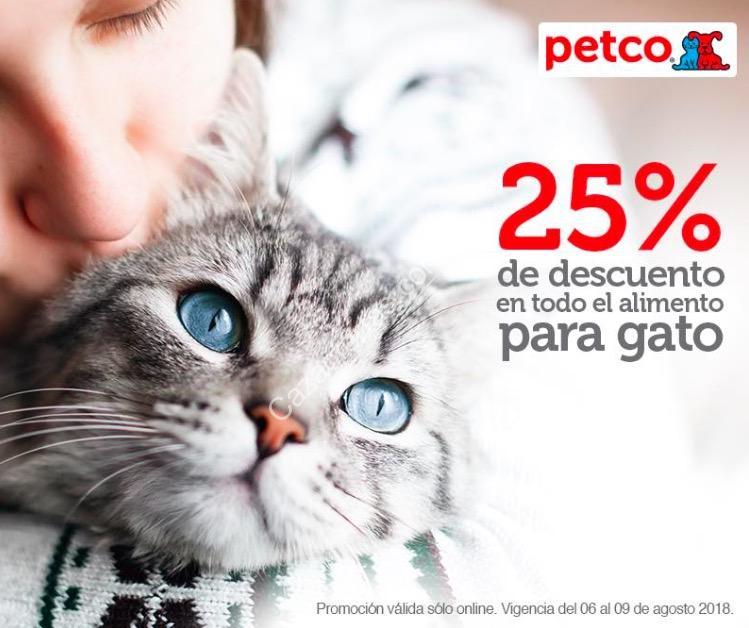 petco
25%
de descuento
en todo el alimento
para gato
Promoción válida sólo online. Vigencia del 06 al 09 de agosto 2018.